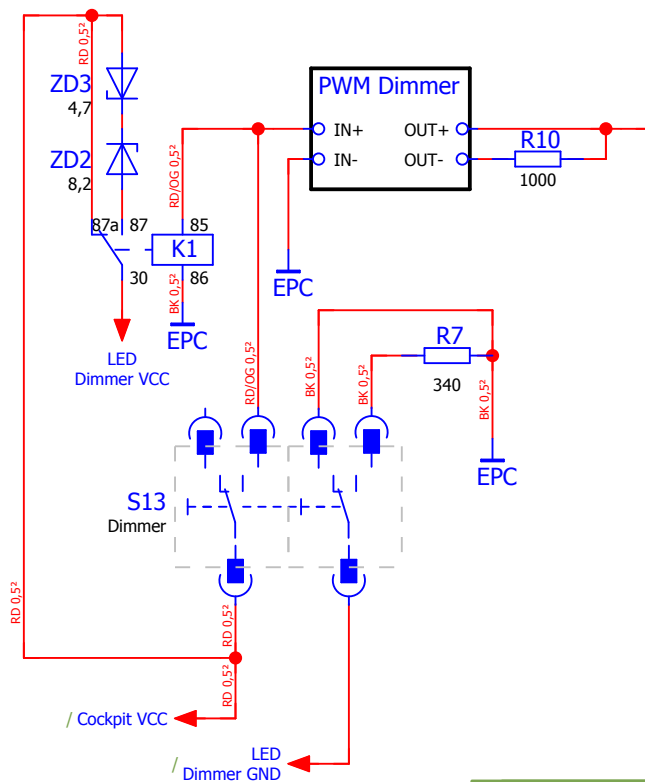 RD 0,5²
ZD3
4,7
ZD2
8,2
87a
87
30
85
K1
86
RD/OG 0,5²
BK 0,5²
EPC
LED
Dimmer VCC
PWM Dimmer
IN+
OUT+
IN-
OUT-
R10
1000
EPC
RD/OG 0,5²
BK 0,5²
BK 0,5²
R7
340
BK 0,5²
EPC
S13
Dimmer
RD 0,5²
RD 0,5²
RD 0,5²
/ Cockpit VCC
LED
/ Dimmer GND